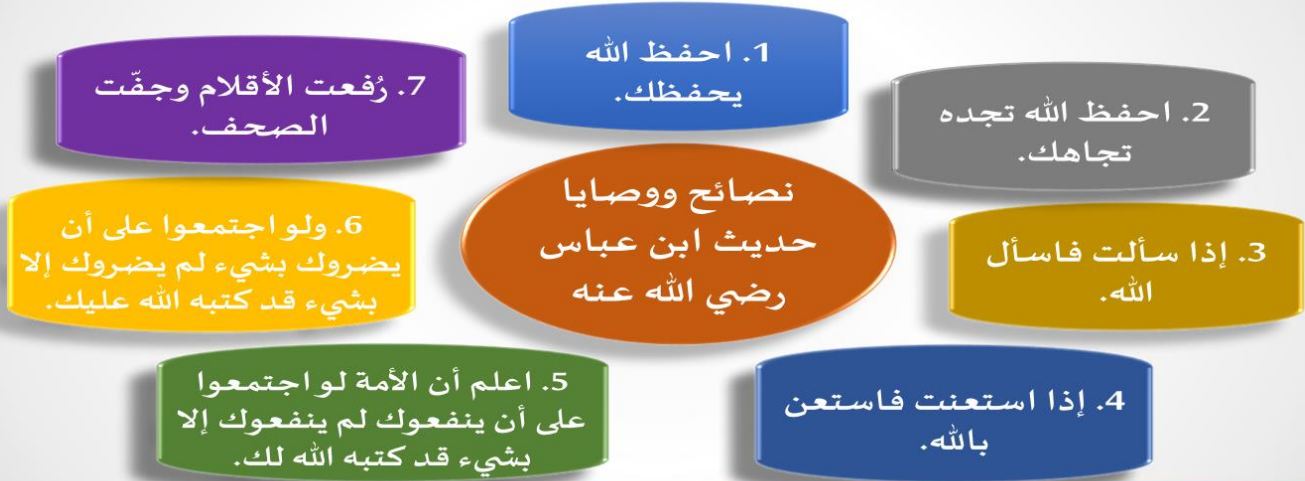 نصائح ووصايا
حديث ابن عباس
رضي الله عنه
1. احفظ الله
يحفظك.
2. احفظ الله تجده
تجاهك.
3. إذا سألت فاسأل
الله.
4. إذا استعنت فاستعن
بالله.
5. اعلم أن الأمة لو اجتمعوا
على أن ينفعوك لم ينفعوك إلا
بشيء قد كتبه الله لك.
6. ولو اجتمعوا على أن
يضروك بشيء لم يضروك إلا
بشيء قد كتبه الله عليك.
7. رُفعت الأقلام وجفّت
الصحف.